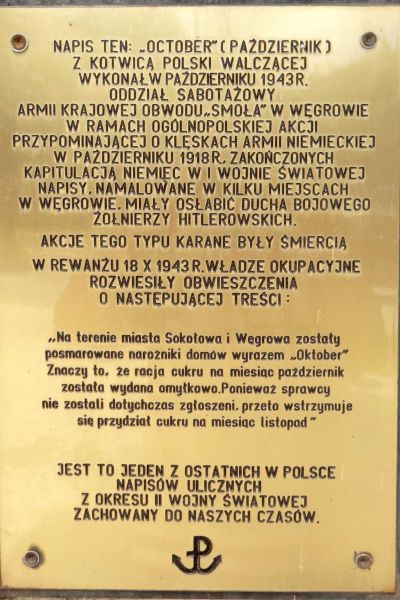 NAPIS TEN: „OCTOBER" (PAŹDZIERNIK)
Z KOTWICĄ POLSKI WALCZĄCEJ
WYKONAŁ W PAŹDZIERNIKU 1943 R.
ODDZIAŁ SABOTAŻOWY
ARMII KRAJOWEJ OBWODU „SMOŁA" W WĘGROWIE
W RAMACH OGÓLNOPOLSKIEJ AKCJI
PRZYPOMINAJĄCEJ O KLĘSKACH ARMII NIEMIECKIEJ
W PAŹDZIERNIKU 1918 R, ZAKOŃCZONYCH
KAPITULACJĄ NIEMIEC W I WOJNIE ŚWIATOWEJ
NAPISY, NAMALOWANE W KILKU MIEJSCACH
W WĘGROWIE, MIAŁY OSŁABIĆ DUCHA BOJOWEGO
ŻOŁNIERZY HITLEROWSKICH.
AKCJE TEGO TYPU KARANE BYŁY ŚMIERCIĄ
W REWANŻU 18 X 1943 R. WŁADZE OKUPACYJNE
ROZWIESIŁY OBWIESZCZENIA
O NASTĘPUJĄCEJ TREŚCI:
„Na terenie miasta Sokołowa i Węgrowa zostały
posmarowane narożniki domów wyrazem „Oktober"
Znaczy to, że racja cukru na miesiąc październik
została wydana omyłkowo. Ponieważ sprawcy
nie zostali dotychczas zgłoszeni, przeto wstrzymuje
się przydział cukru na miesiąc listopad"
JEST TO JEDEN Z OSTATNICH W POLSCE
NAPISÓW ULICZNYCH
Z OKRESU II WOJNY ŚWIATOWEJ
ZACHOWANY DO NASZYCH CZASÓW.